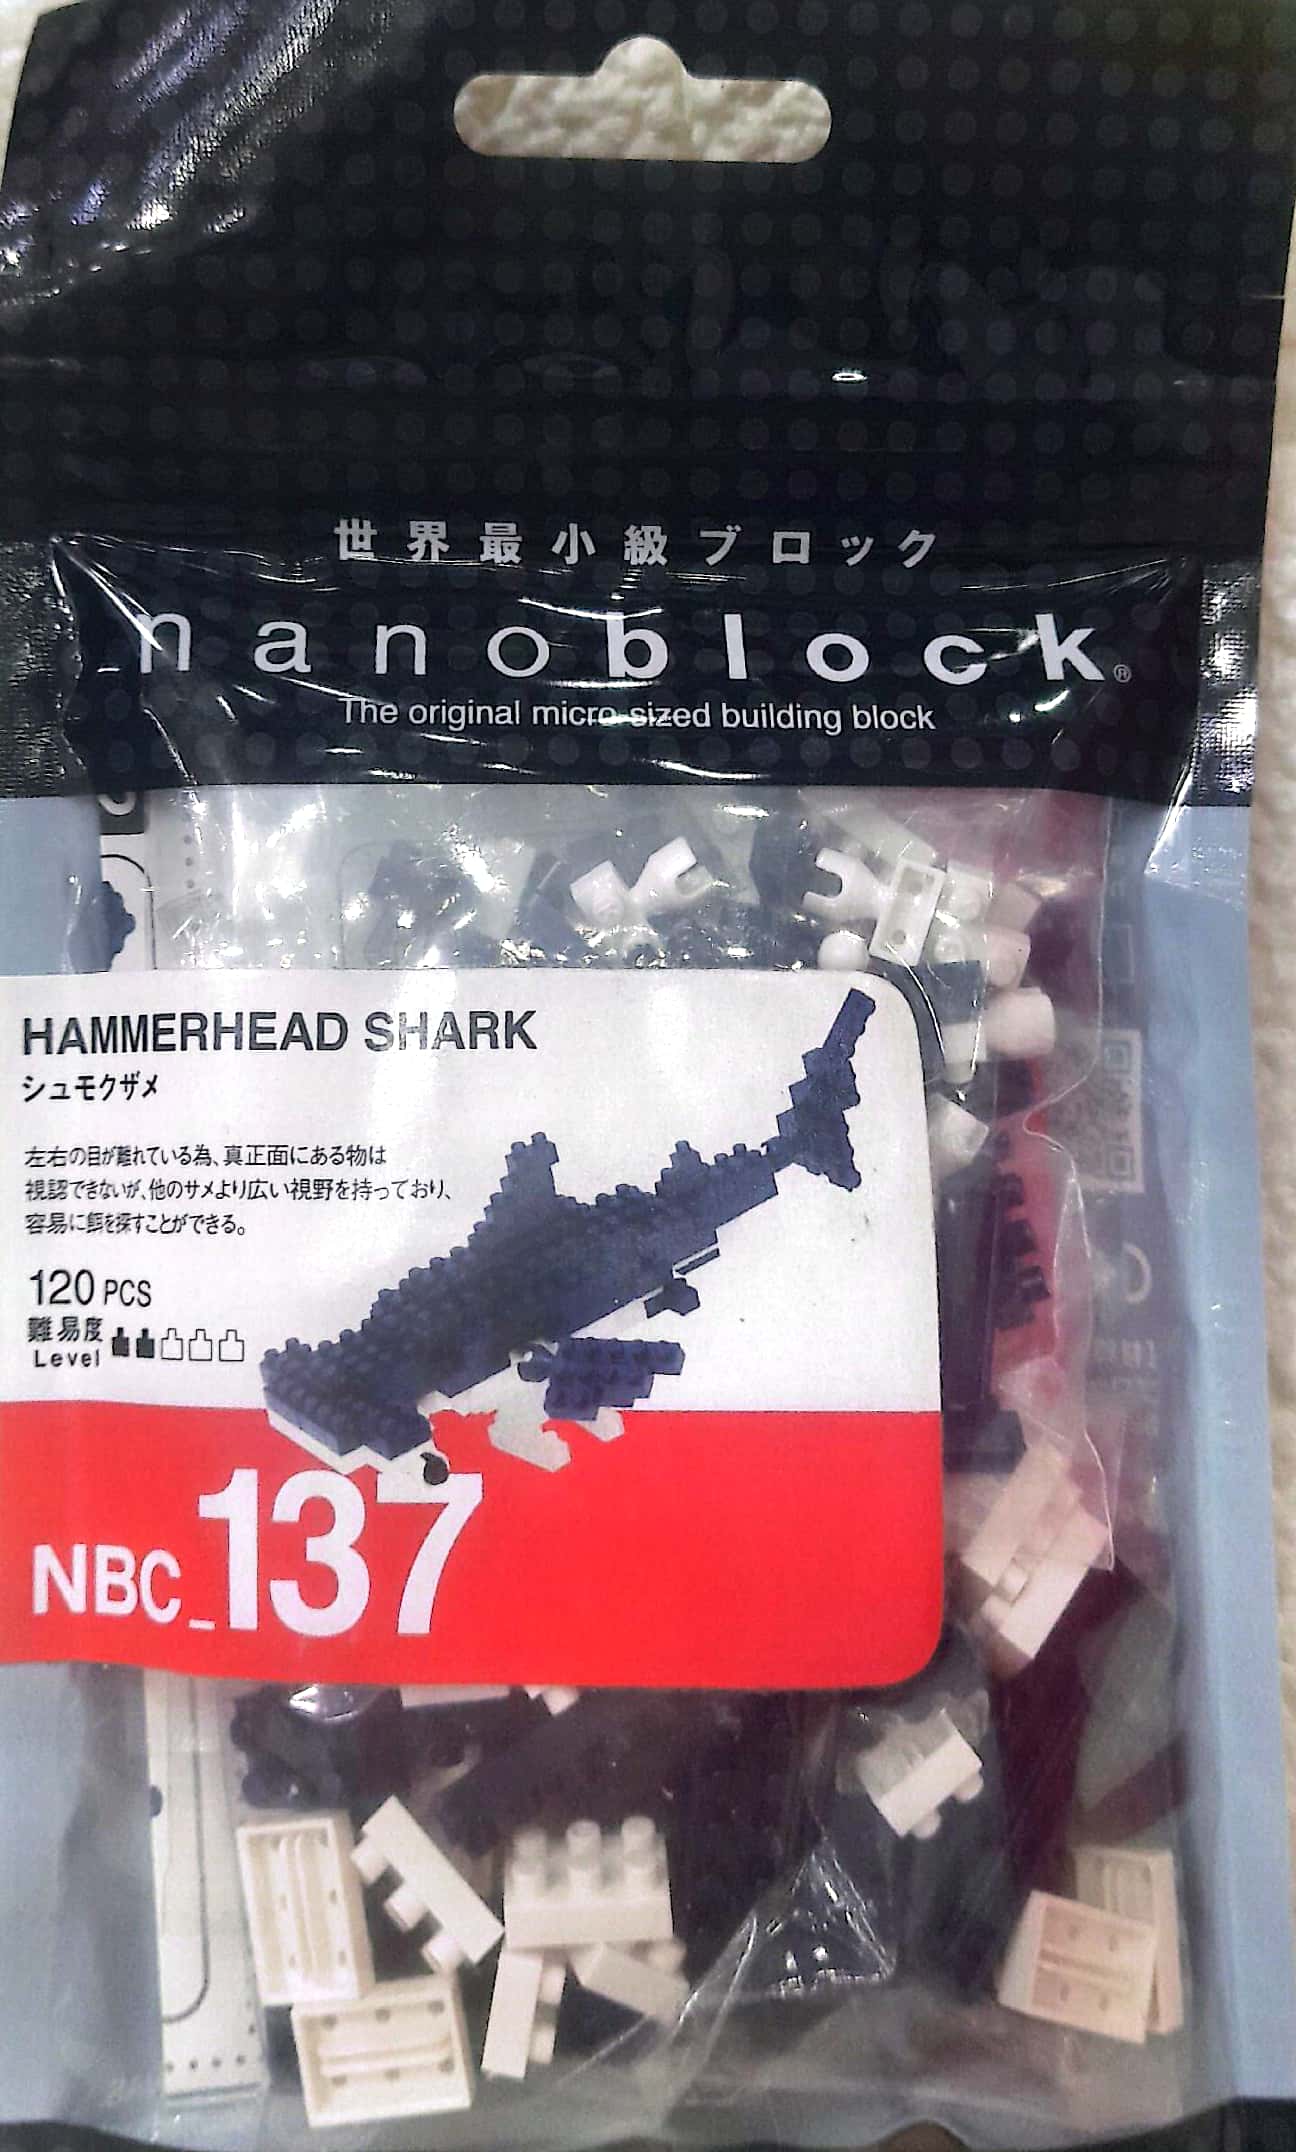 世界最小級ブロック
nanoblock®
The original micro-sized building block
HAMMERHEAD SHARK
シュモクザメ
左右の目が離れている為、真正面にある物は
視認できないが、他のサメより広い視野を持っており、
容易に餌を探すことができる。
120 PCS
難易度
Level
NBC_137